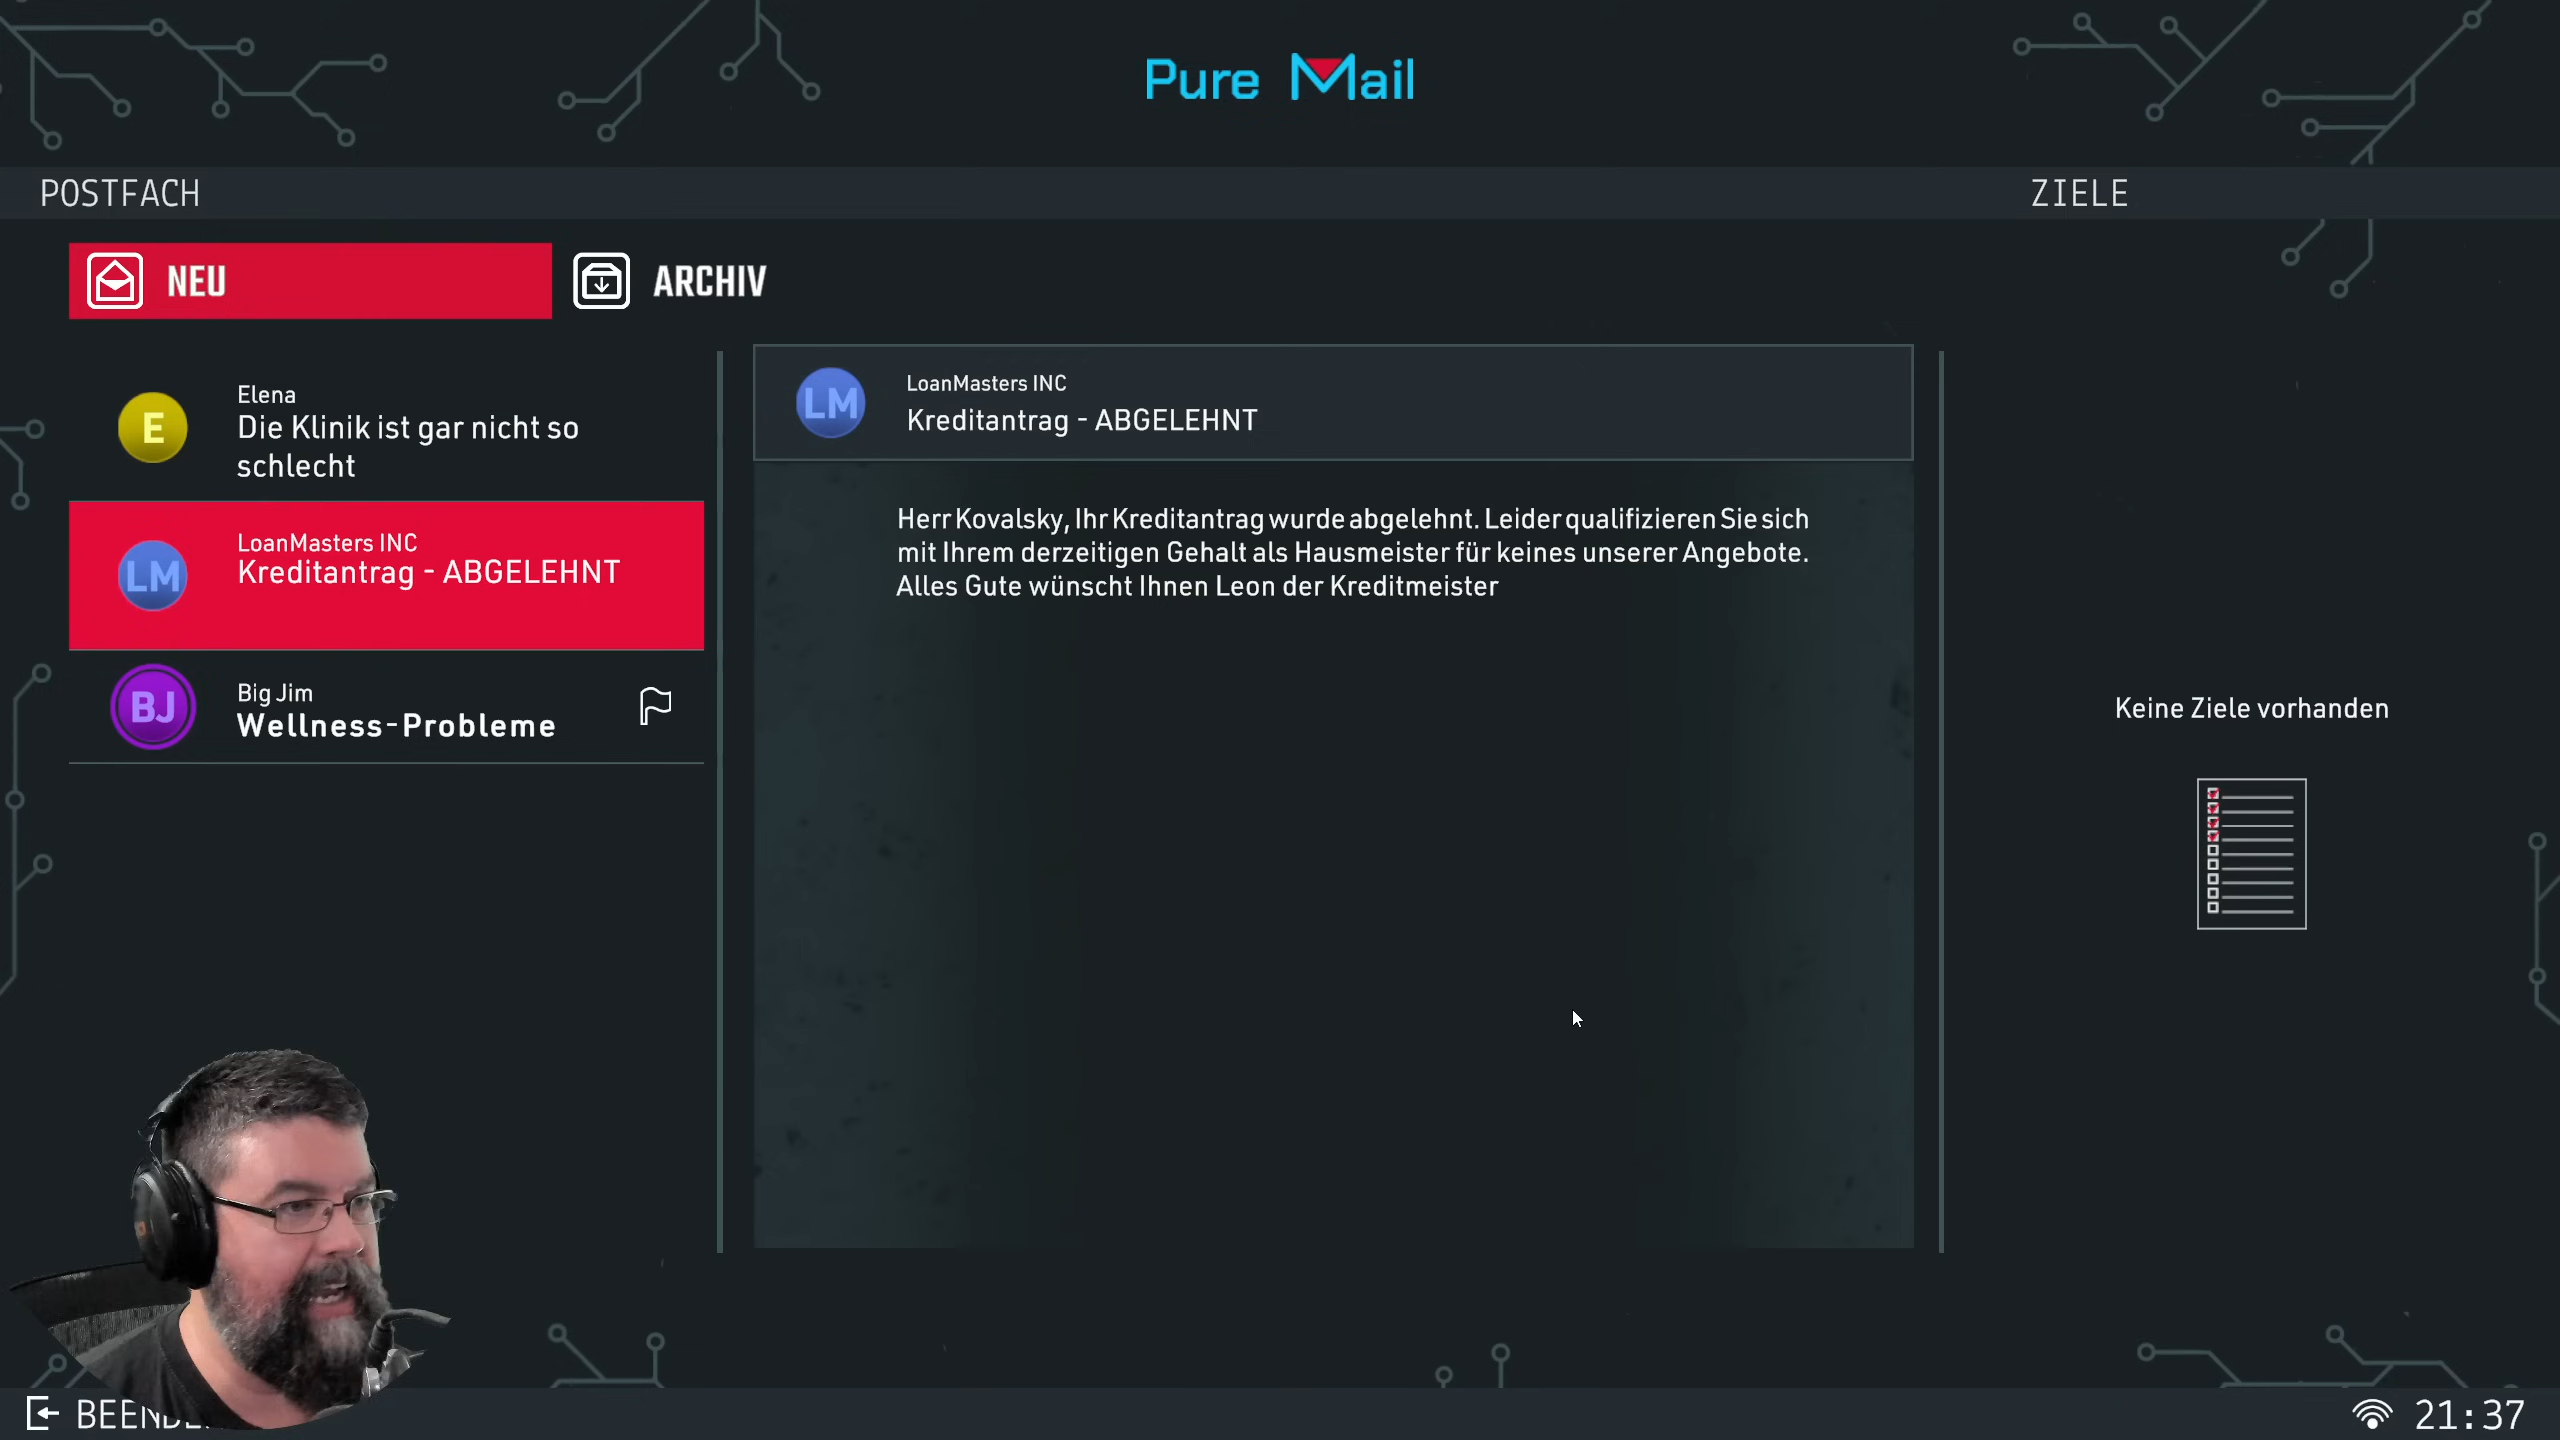 Pure Mail
POSTFACH
ZIELE
NEU
ARCHIV
E
Elena
Die Klinik ist gar nicht so
schlecht
LM
LoanMasters INC
Kreditantrag - ABGELEHNT
BJ
Big Jim
Wellness-Probleme
LM
LoanMasters INC
Kreditantrag - ABGELEHNT
Herr Kovalsky, Ihr Kreditantrag wurde abgelehnt. Leider qualifizieren Sie sich
mit Ihrem derzeitigen Gehalt als Hausmeister für keines unserer Angebote.
Alles Gute wünscht Ihnen Leon der Kreditmeister
Keine Ziele vorhanden
21:37